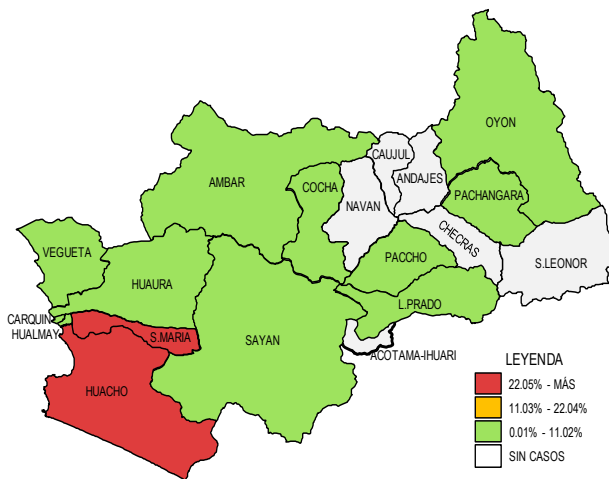 OYON
CAUJUL
ANDAJES
AMBAR
COCHA
NAVAN
PACHANGARA
CHECRAS
VEGUETA
HUAURA
PACCHO
S.LEONOR
L.PRADO
CARQUIN
HUALMAY
S.MARIA
SAYAN
ACOTAMA-IHUARI
HUACHO
LEYENDA
22.05% - MÁS
11.03% - 22.04%
0.01% - 11.02%
SIN CASOS